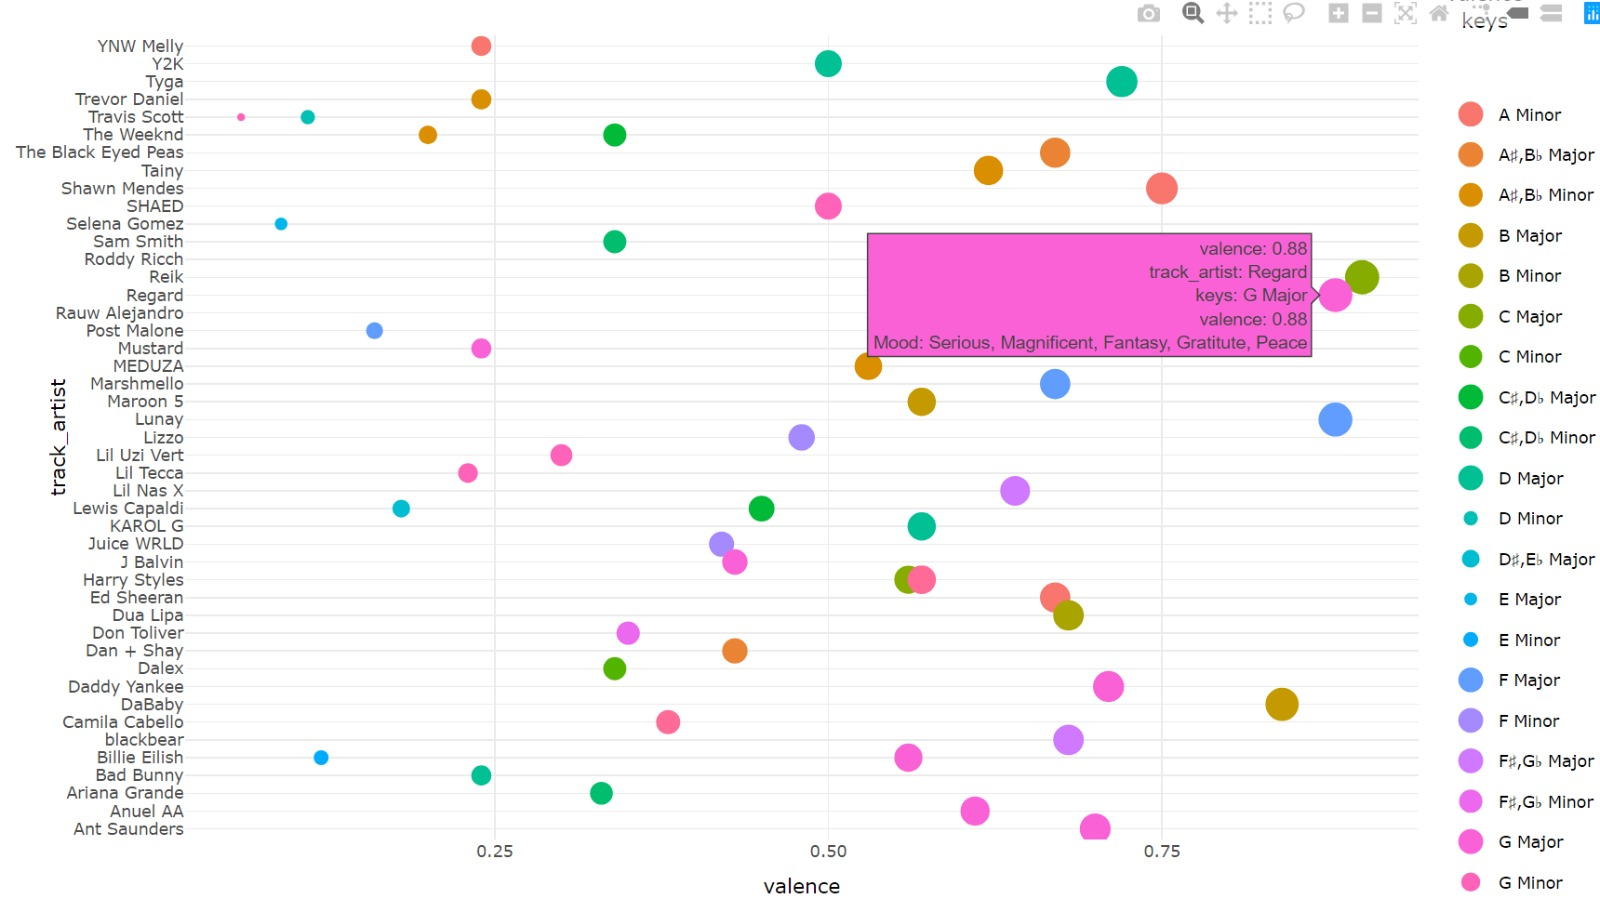 keys
YNW Melly
Y2K
Tyga
Trevor Daniel
Travis Scott
The Weeknd
The Black Eyed Peas
Tainy
Shawn Mendes
SHAED
Selena Gomez
Sam Smith
Roddy Ricch
Reik
Regard
Rauw Alejandro
Post Malone
Mustard
MEDUZA
Marshmello
Maroon 5
Lunay
Lizzo
Lil Uzi Vert
Lil Tecca
Lil Nas X
Lewis Capaldi
KAROL G
Juice WRLD
J Balvin
Harry Styles
Ed Sheeran
Dua Lipa
Don Toliver
Dan + Shay
Dalex
Daddy Yankee
DaBaby
Camila Cabello
blackbear
Billie Eilish
Bad Bunny
Ariana Grande
Anuel AA
Ant Saunders
track_artist
valence: 0.88
track_artist: Regard
keys: G Major
valence: 0.88
Mood: Serious, Magnificent, Fantasy, Gratitute, Peace
0.25
0.50
0.75
valence
A Minor
A♯,B♭ Major
A♯,B♭ Minor
B Major
B Minor
C Major
C Minor
C♯,D♭ Major
C♯,D♭ Minor
D Major
D Minor
D♯,E♭ Major
E Major
E Minor
F Major
F Minor
F♯,G♭ Major
F♯,G♭ Minor
G Major
G Minor